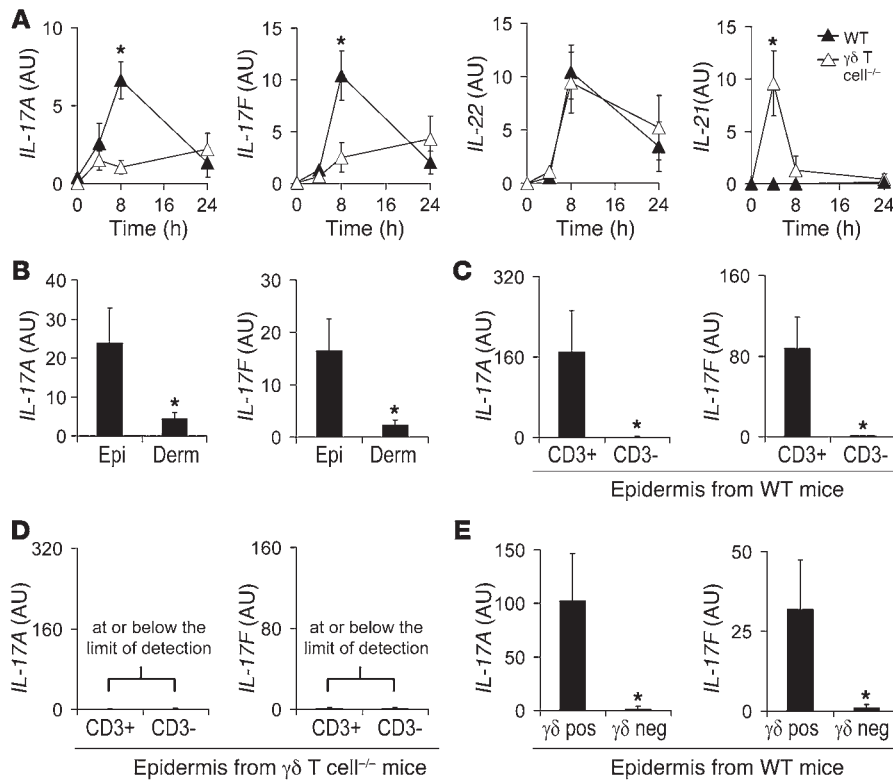 A
IL-17A (AU)
10
5
0
0 8 16 24
Time (h)
*
IL-17F (AU)
15
10
5
0
0 8 16 24
Time (h)
*
IL-22 (AU)
15
10
5
0
0 8 16 24
Time (h)
IL-21(AU)
15
10
5
0
0 8 16 24
Time (h)
*
WT
γδ T
cell–/–
B
IL-17A (AU)
40
30
20
10
0
Epi Derm
*
IL-17F (AU)
30
20
10
0
Epi Derm
*
C
IL-17A (AU)
320
160
0
CD3+ CD3-
*
IL-17F (AU)
160
80
0
CD3+ CD3-
*
Epidermis from WT mice
D
IL-17A (AU)
320
160
0
at or below the
limit of detection
CD3+ CD3-
IL-17F (AU)
160
80
0
at or below the
limit of detection
CD3+ CD3-
Epidermis from γδ T cell–/– mice
E
IL-17A (AU)
150
100
50
0
γδ pos γδ neg
*
IL-17F (AU)
50
25
0
γδ pos γδ neg
*
Epidermis from WT mice